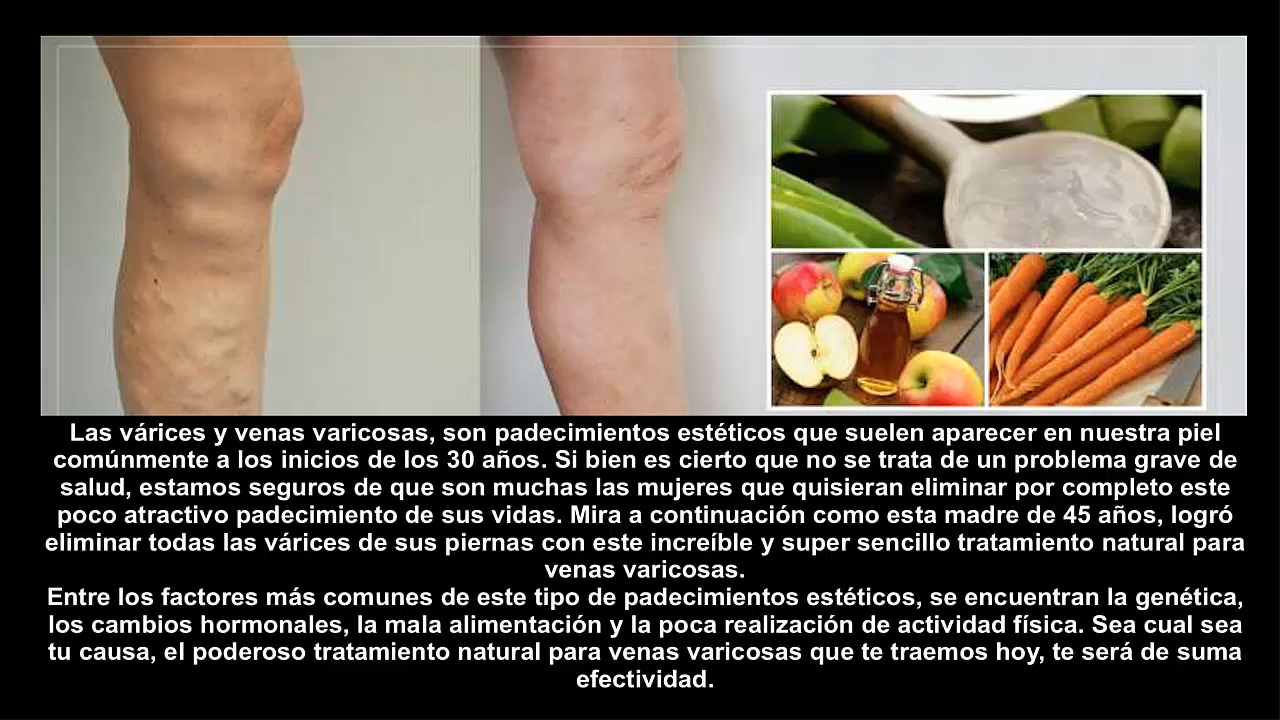 Las várices y venas varicosas, son padecimientos estéticos que suelen aparecer en nuestra piel
comúnmente a los inicios de los 30 años. Si bien es cierto que no se trata de un problema grave de
salud, estamos seguros de que son muchas las mujeres que quisieran eliminar por completo este
poco atractivo padecimiento de sus vidas. Mira a continuación como esta madre de 45 años, logró
eliminar todas las várices de sus piernas con este increíble y super sencillo tratamiento natural para
venas varicosas.
Entre los factores más comunes de este tipo de padecimientos estéticos, se encuentran la genética,
los cambios hormonales, la mala alimentación y la poca realización de actividad física. Sea cual sea
tu causa, el poderoso tratamiento natural para venas varicosas que te traemos hoy, te será de suma
efectividad.